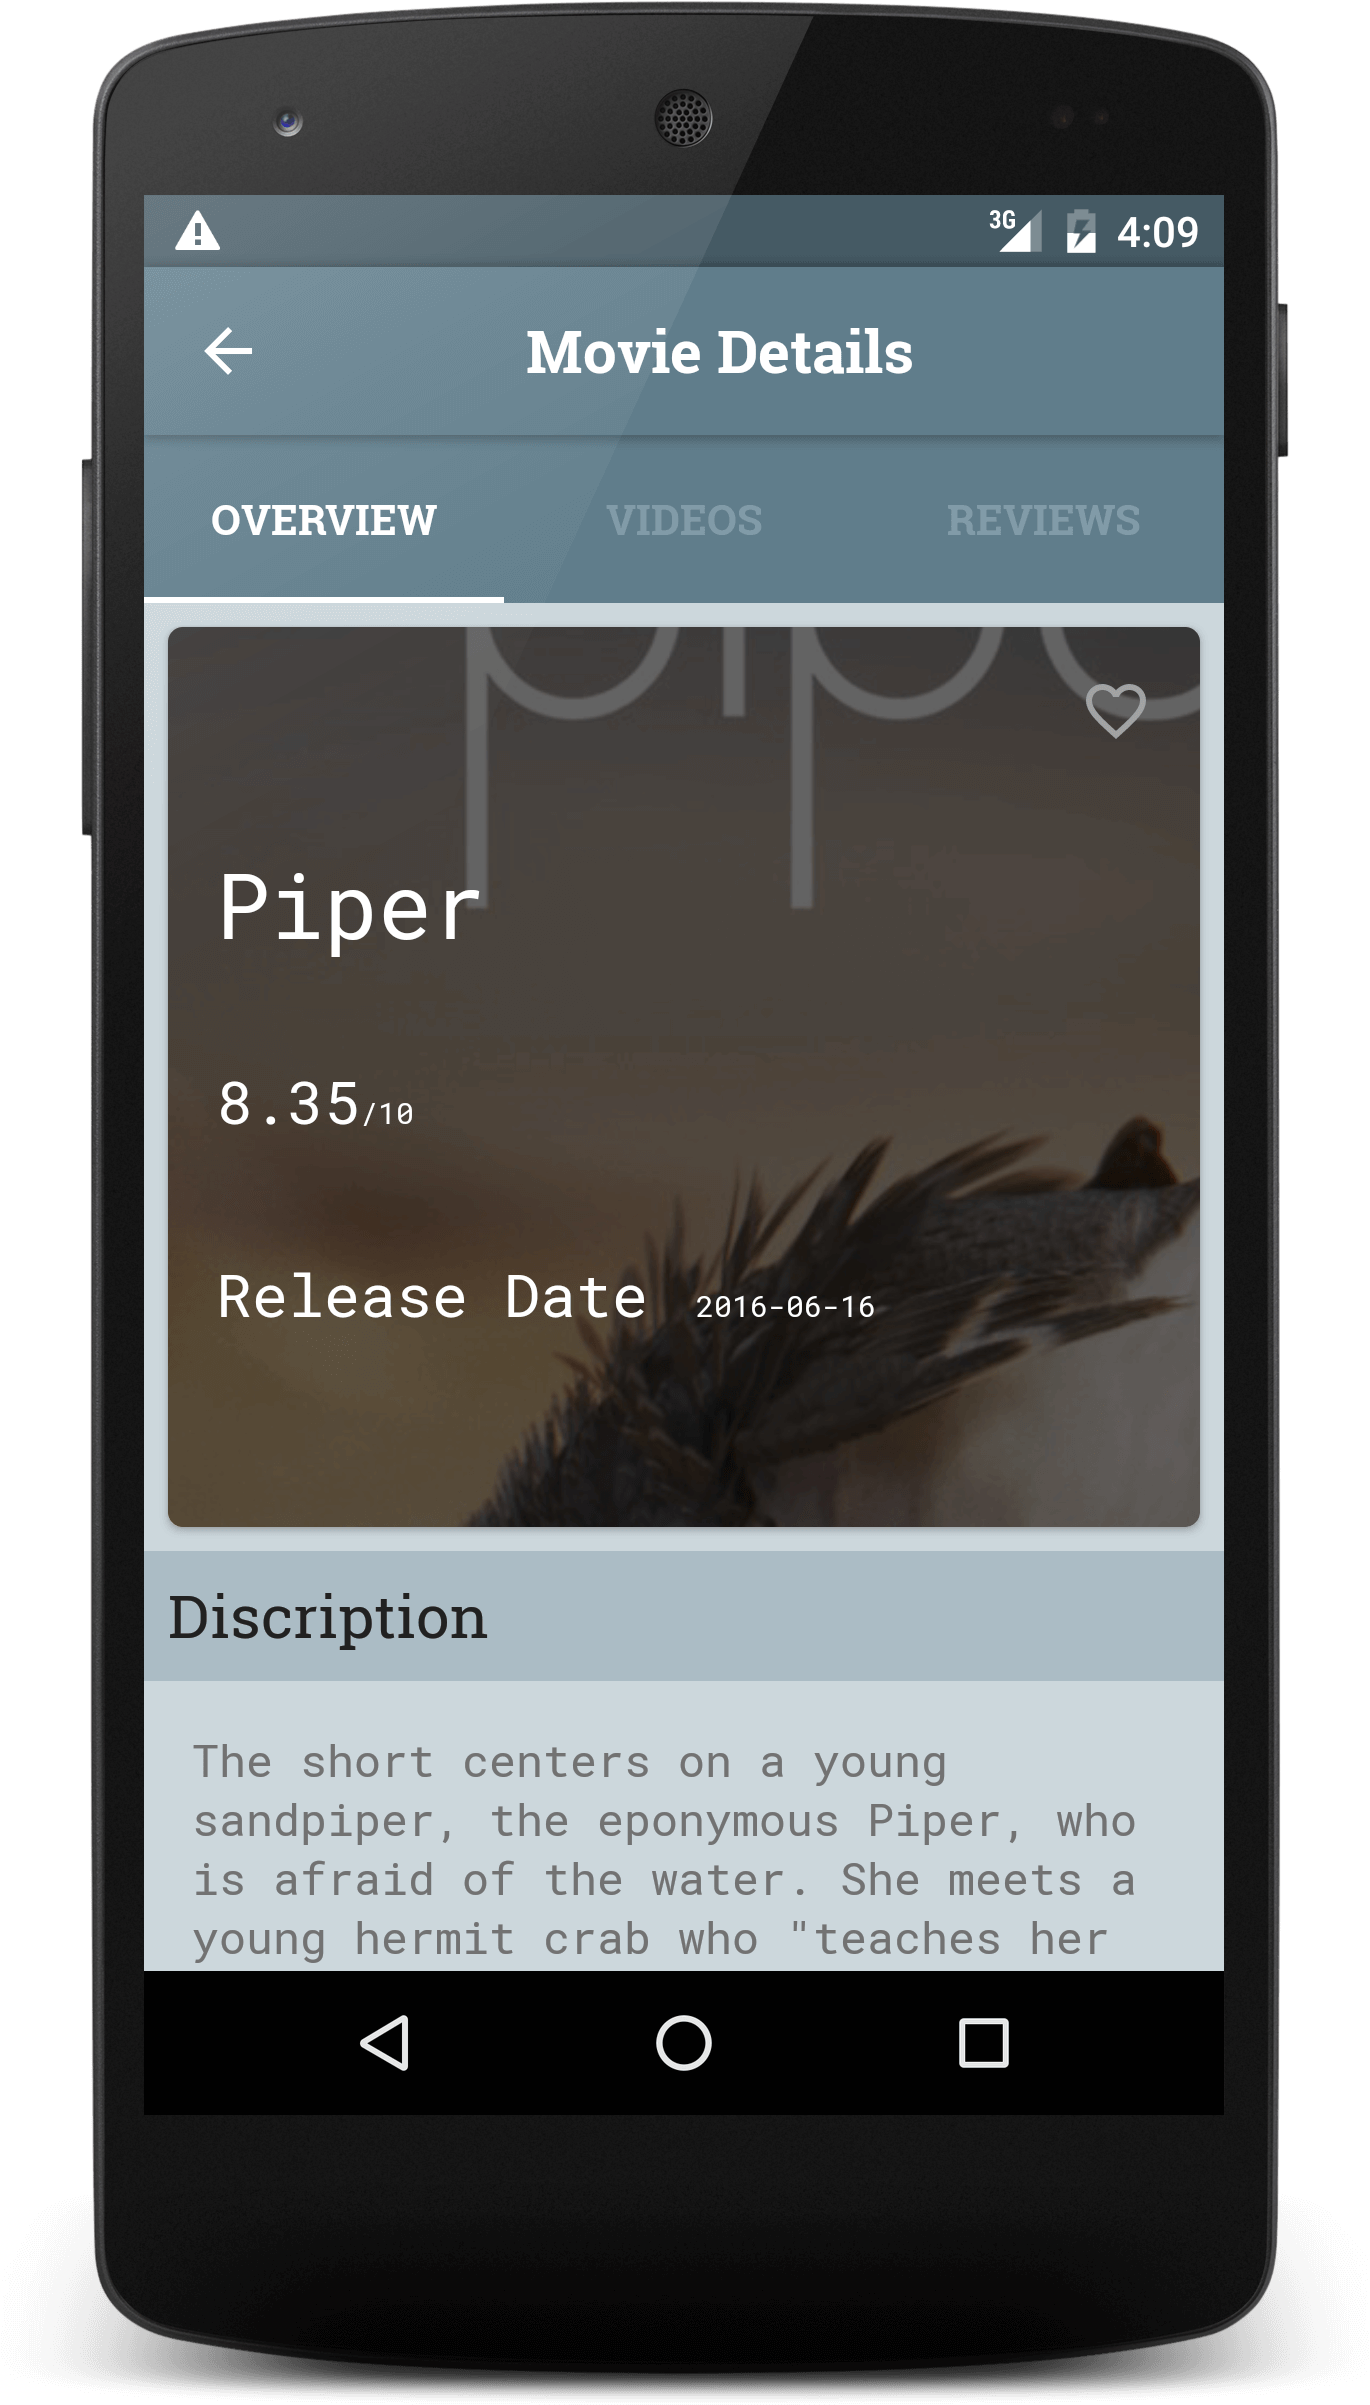 3G 4:09
Movie Details
OVERVIEW VIDEOS REVIEWS
pipe
Piper
8.35/10
Release Date 2016-06-16
Discription
The short centers on a young
sandpiper, the eponymous Piper, who
is afraid of the water. She meets a
young hermit crab who "teaches her